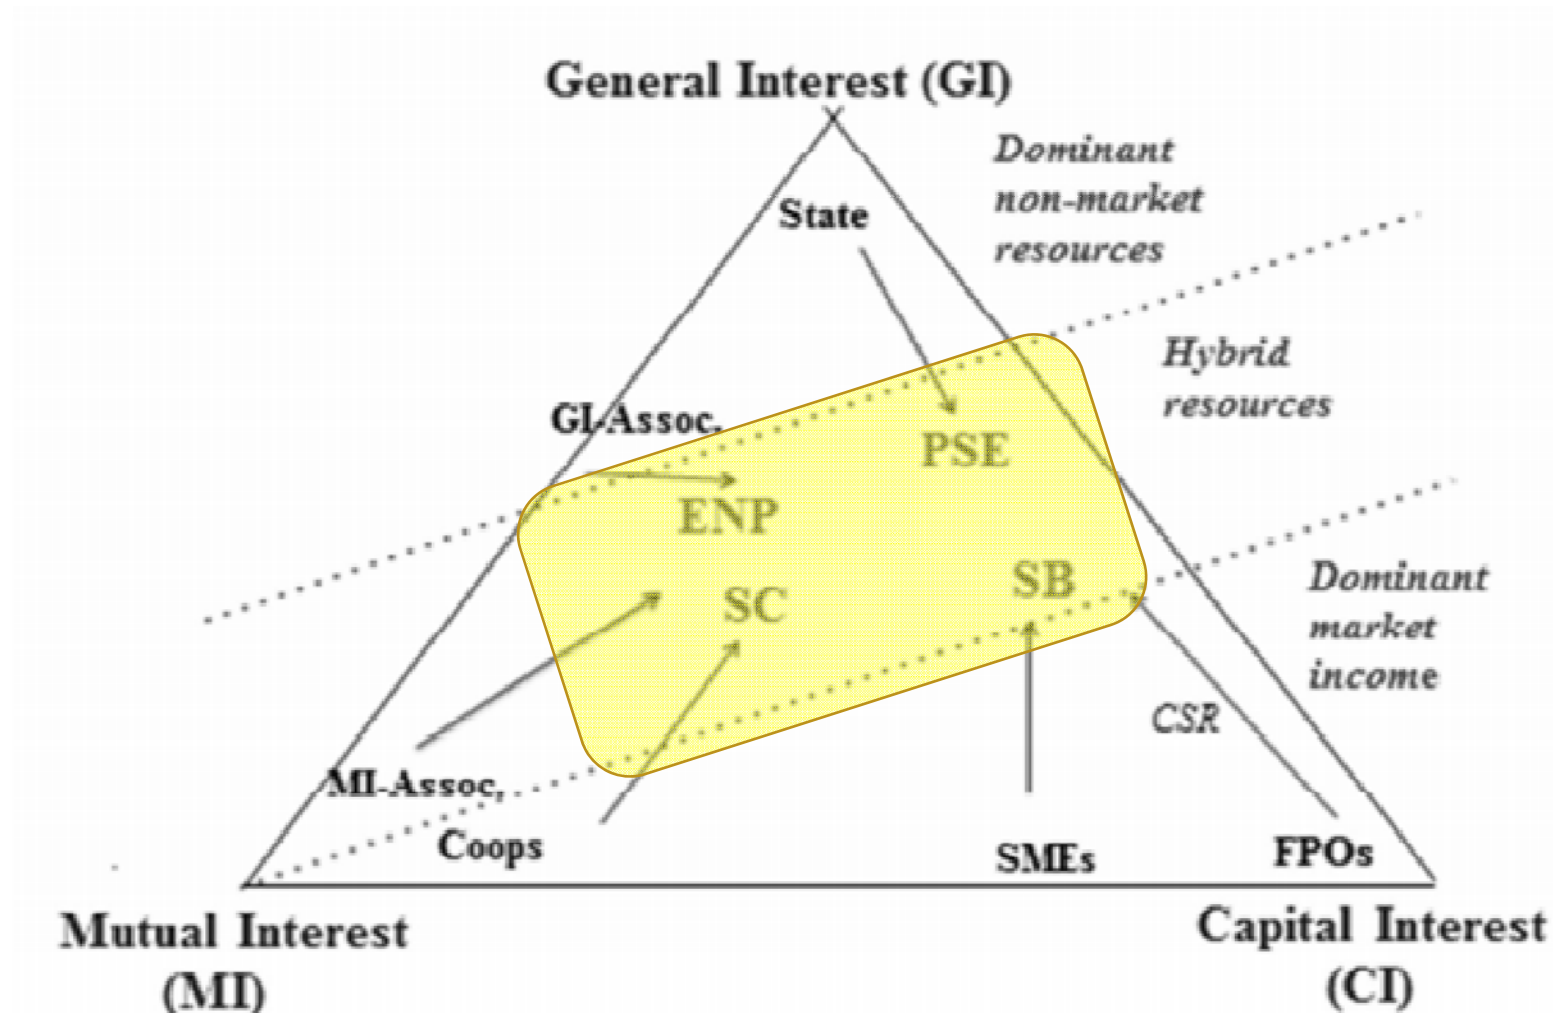 General Interest (GI)
Dominant
non-market
resources
State
Hybrid
resources
GI-Assoc.
PSE
ENP
SB
SC
Dominant
market
income
CSR
MI-Assoc.
Coops
SMEs
FPOs
Mutual Interest
(MI)
Capital Interest
(CI)